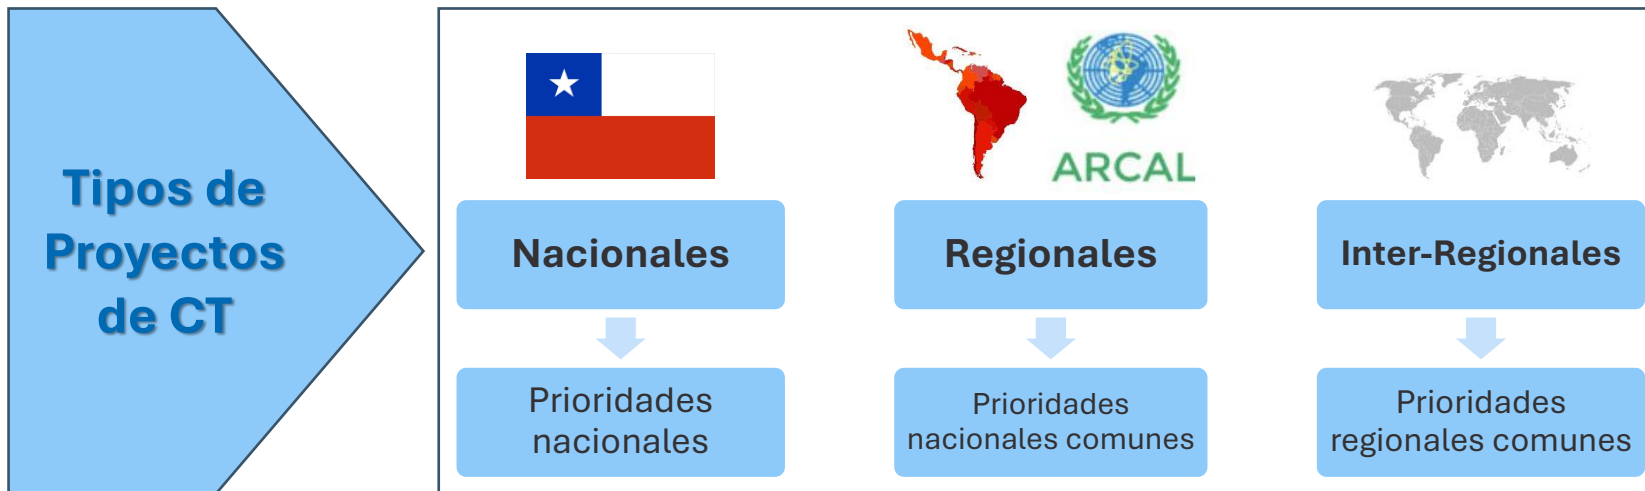 Tipos de
Proyectos
de CT
ARCAL
Nacionales
Regionales
Inter-Regionales
Prioridades
nacionales
Prioridades
nacionales comunes
Prioridades
regionales comunes